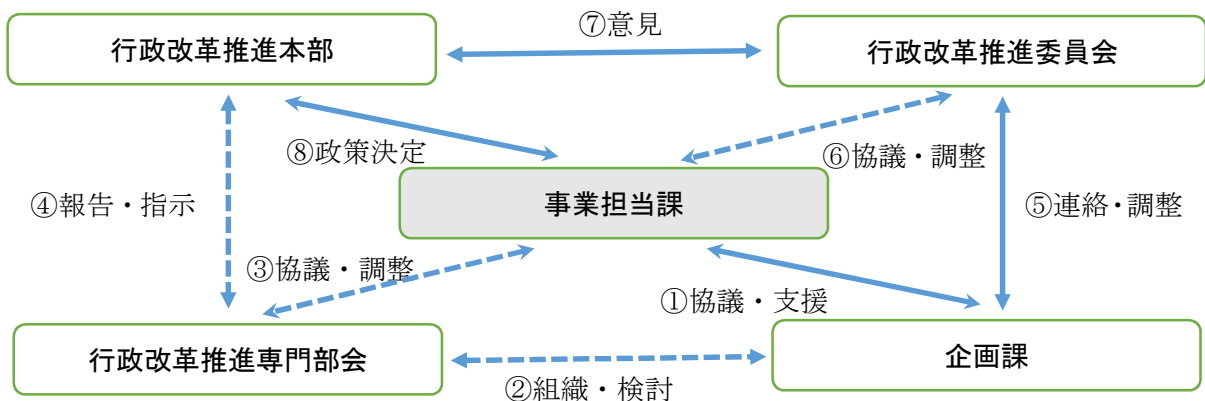 ⑦意見
行政改革推進本部
行政改革推進委員会
⑧政策決定
⑥協議・調整
④報告・指示
事業担当課
⑤連絡・調整
③協議・調整
①協議・支援
行政改革推進専門部会
企画課
②組織・検討